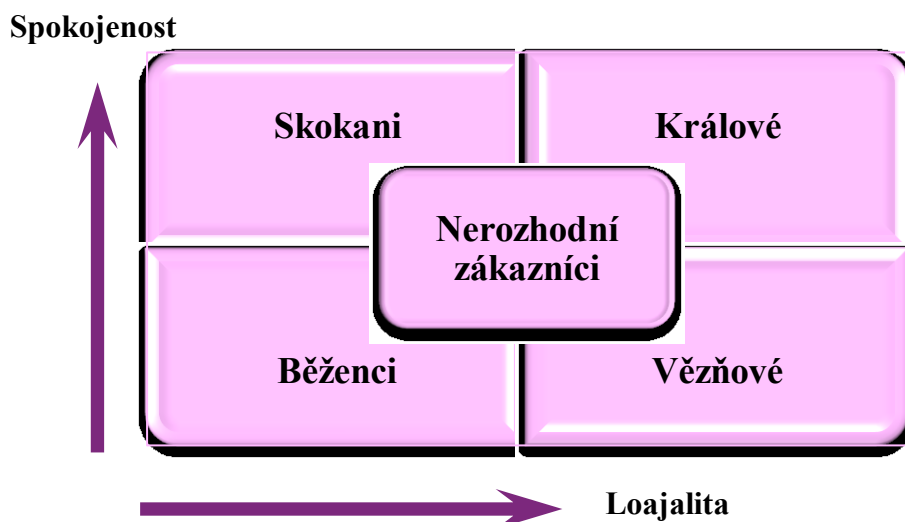 Spokojenost
Skokani
Králové
Nerozhodní
zákazníci
Běženci
Vězňové
Loajalita